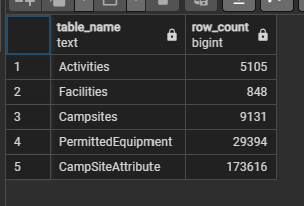 table_name row_count
text bigint
1 Activities 5105
2 Facilities 848
3 Campsites 9131
4 PermittedEquipment 29394
5 CampSiteAttribute 173616